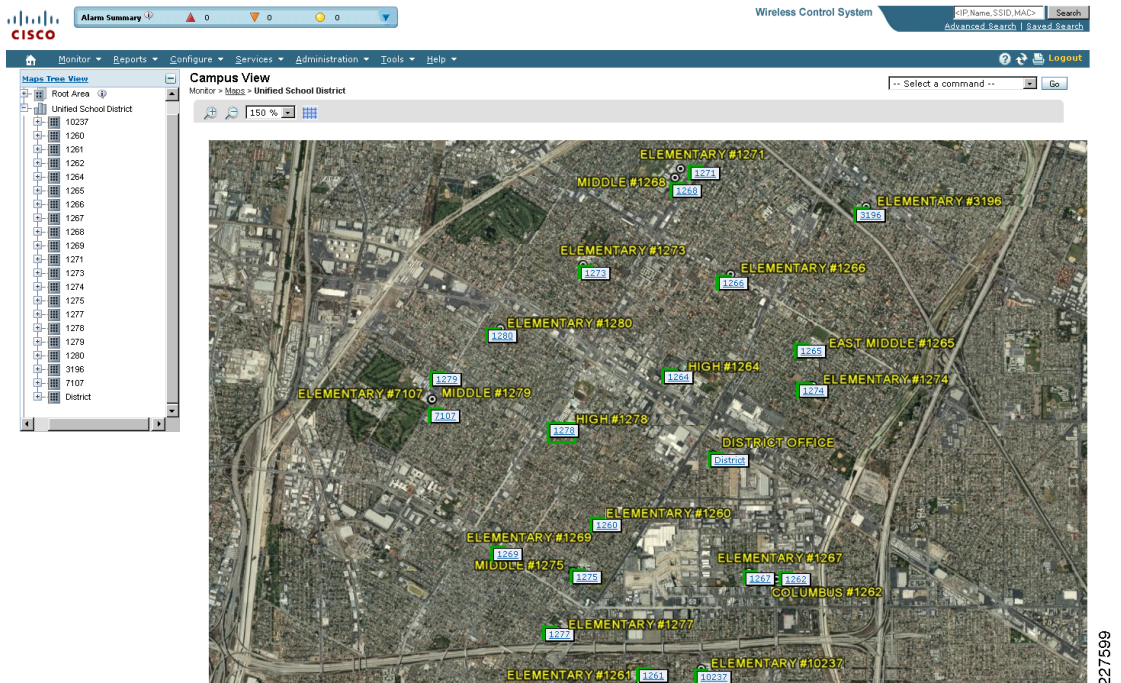 Alarm Summary 0 0 0
Wireless Control System
<IP,Name,SSID,MAC> Search
Advanced Search | Saved Search
CISCO
Monitor Reports Configure Services Administration Tools Help Logout
Maps Tree View
Root Area
Unified School District
10237
1260
1261
1262
1264
1265
1266
1267
1268
1269
1271
1273
1274
1275
1277
1278
1279
1280
3196
7107
District
Campus View
Monitor > Maps > Unified School District
-- Select a command -- Go
150 %
ELEMENTARY #1271
1271
MIDDLE #1268
1268
ELEMENTARY #3196
3196
ELEMENTARY #1273
1273
ELEMENTARY #1266
1266
ELEMENTARY #1280
1280
EAST MIDDLE #1265
1265
HIGH #1264
1264
ELEMENTARY #1274
1274
1279
ELEMENTARY #7107 MIDDLE #1279
7107
HIGH #1278
1278
DISTRICT OFFICE
District
ELEMENTARY #1260
1260
ELEMENTARY #1269
1269
MIDDLE #1275
1275
ELEMENTARY #1267
1267 1262
COLUMBUS #1262
ELEMENTARY #1277
1277
ELEMENTARY #1261 1261
ELEMENTARY #10237
10237
227599